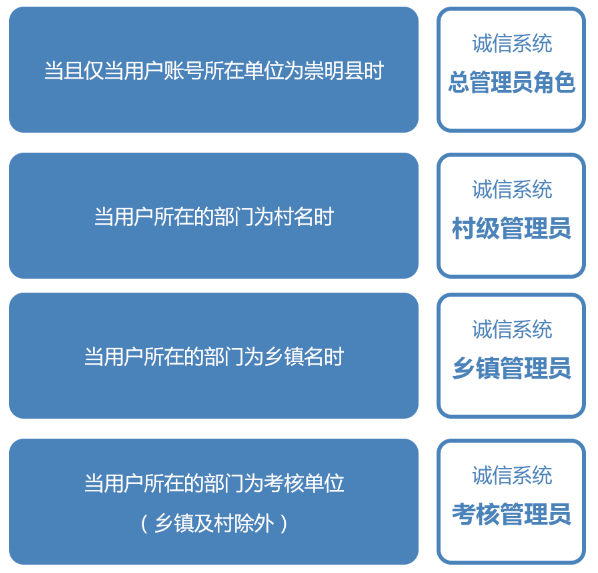 当且仅当用户账号所在单位为崇明县时
诚信系统
总管理员角色
当用户所在的部门为村名时
诚信系统
村级管理员
当用户所在的部门为乡镇名时
诚信系统
乡镇管理员
当用户所在的部门为考核单位
（乡镇及村除外）
诚信系统
考核管理员